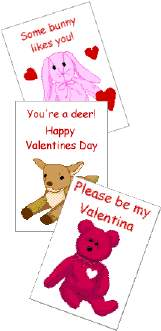 Some bunny
likes you!
You're a deer!
Happy
Valentines Day
Please be my
Valentina